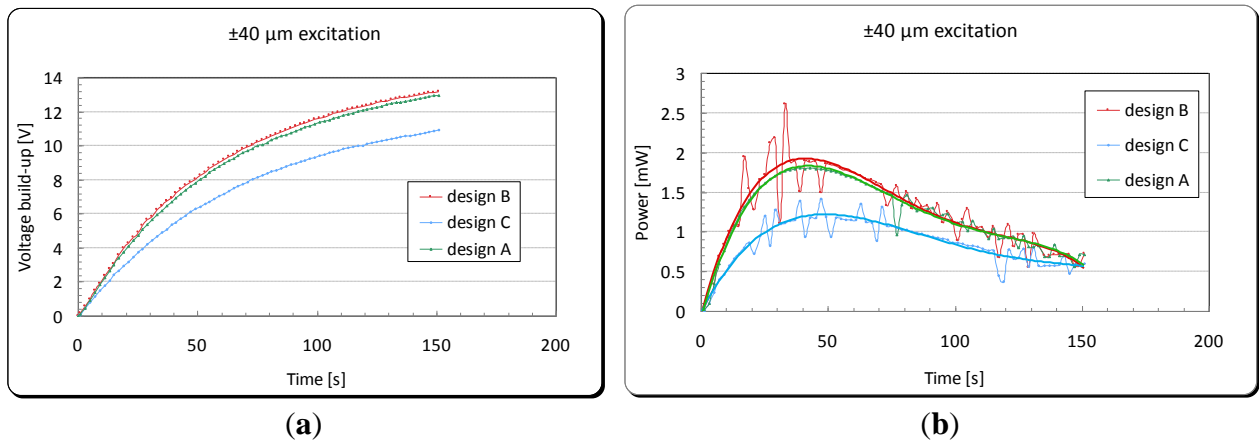 ±40 µm excitation
Voltage build-up [V]
14
12
10
8
6
4
2
0
0 50 100 150 200
Time [s]
design B
design C
design A
(a)
±40 µm excitation
Power [mW]
3
2.5
2
1.5
1
0.5
0
0 50 100 150 200
Time [s]
design B
design C
design A
(b)